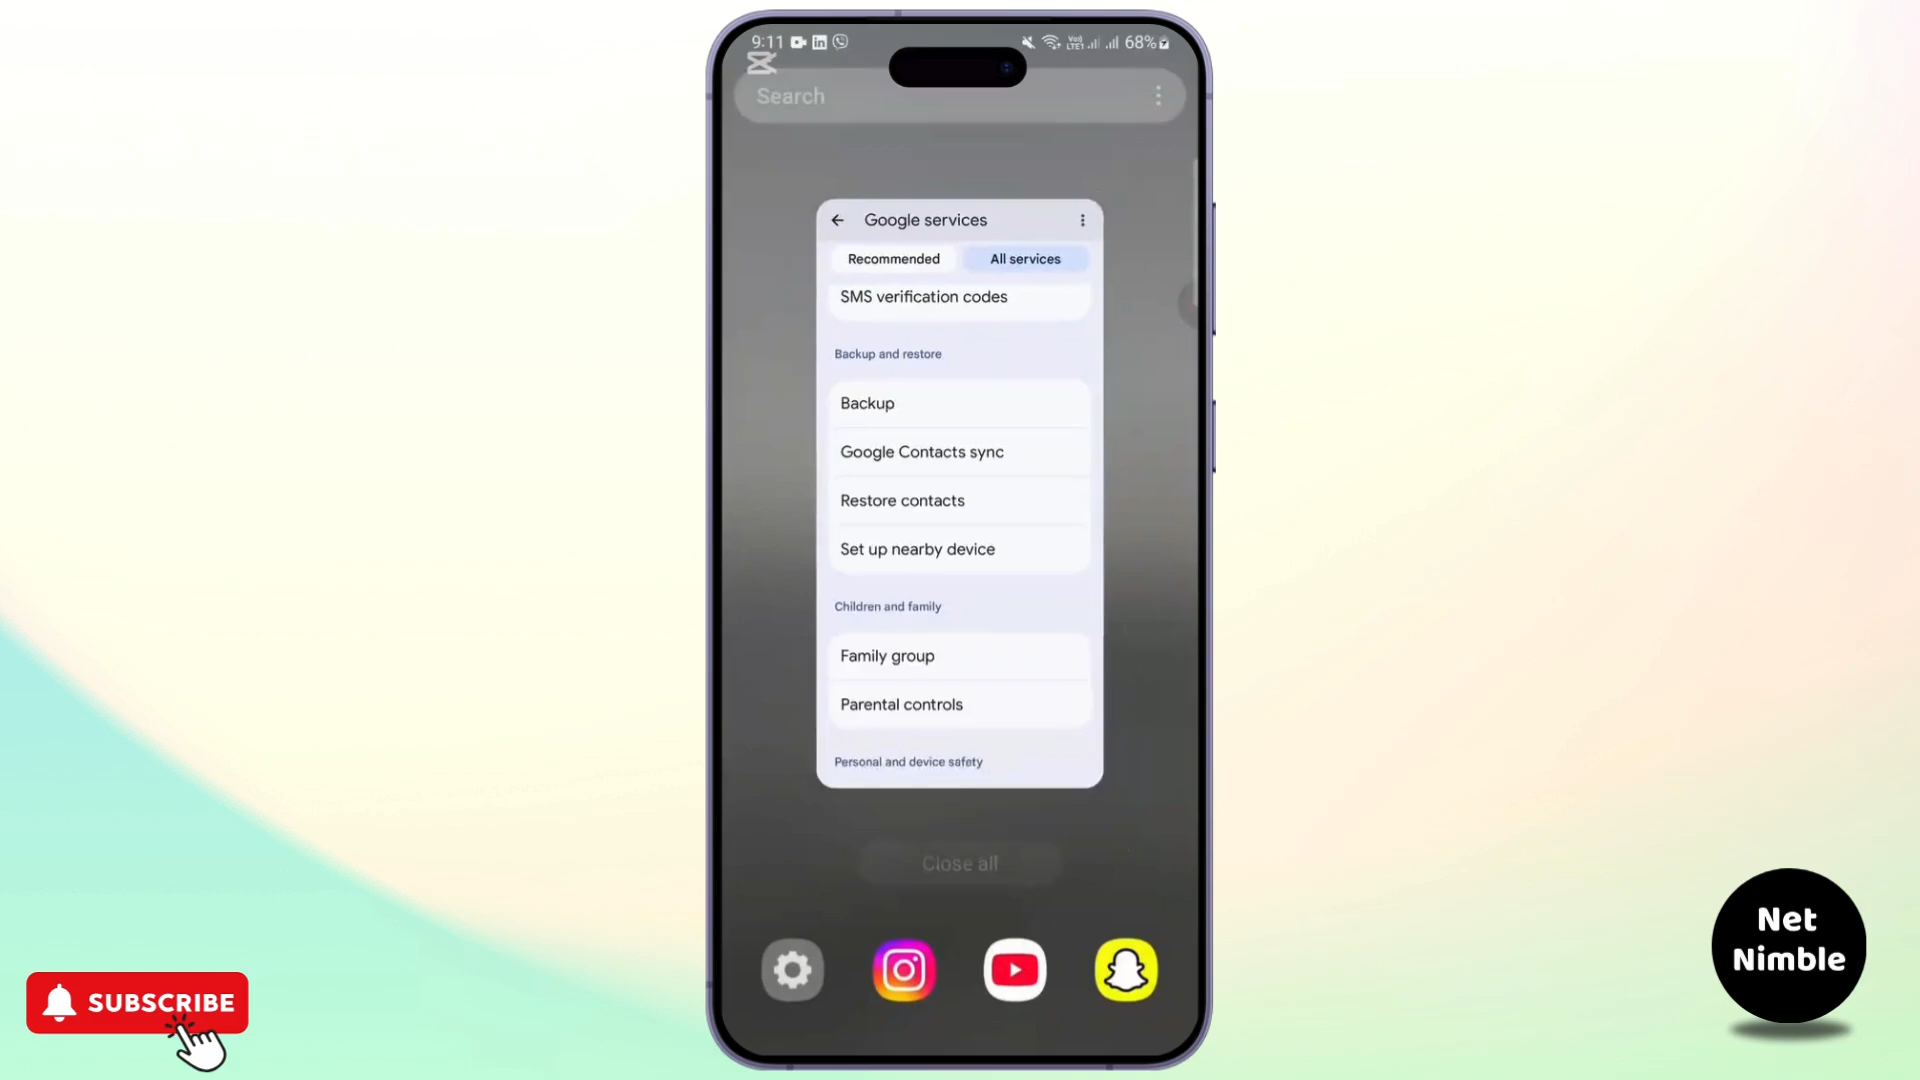 9:11
Vo)
LTE1
68%
Search
Google services
Recommended
All services
SMS verification codes
Backup and restore
Backup
Google Contacts sync
Restore contacts
Set up nearby device
Children and family
Family group
Parental controls
Personal and device safety
Close all
SUBSCRIBE
Net
Nimble